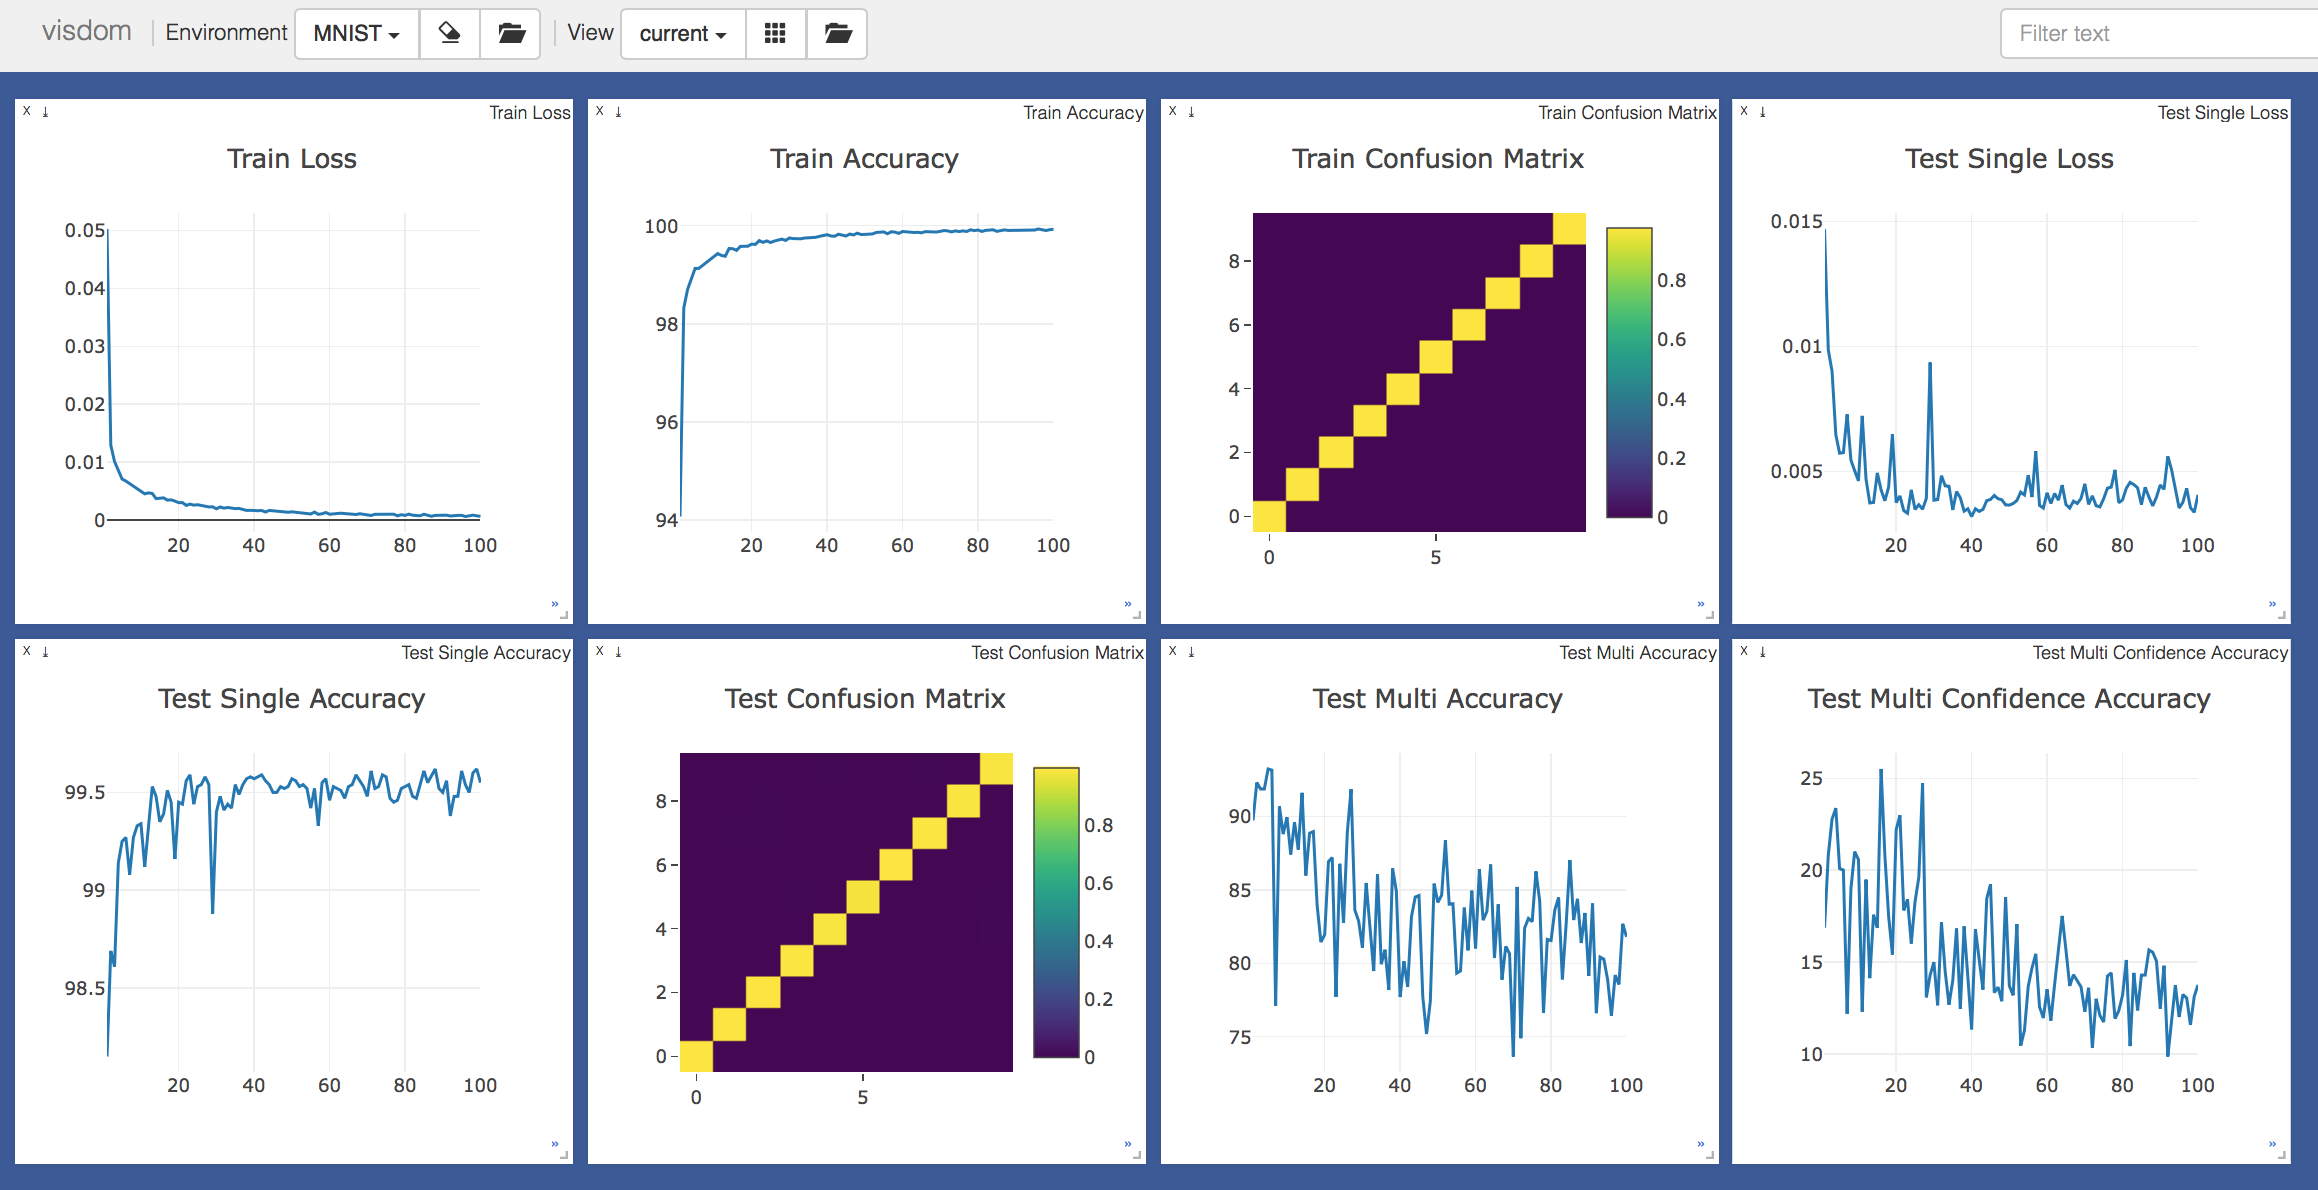 visdom Environment MNIST View current Filter text
X Train Loss
Train Loss
0.05
0.04
0.03
0.02
0.01
0
20 40 60 80 100
»
X Train Accuracy
Train Accuracy
100
98
96
94
20 40 60 80 100
»
X Train Confusion Matrix
Train Confusion Matrix
8
6
4
2
0
0 5
0.8
0.6
0.4
0.2
0
»
X Test Single Loss
Test Single Loss
0.015
0.01
0.005
20 40 60 80 100
»
X Test Single Accuracy
Test Single Accuracy
99.5
99
98.5
20 40 60 80 100
»
X Test Confusion Matrix
Test Confusion Matrix
8
6
4
2
0
0 5
0.8
0.6
0.4
0.2
0
»
X Test Multi Accuracy
Test Multi Accuracy
90
85
80
75
20 40 60 80 100
»
X Test Multi Confidence Accuracy
Test Multi Confidence Accuracy
25
20
15
10
20 40 60 80 100
»